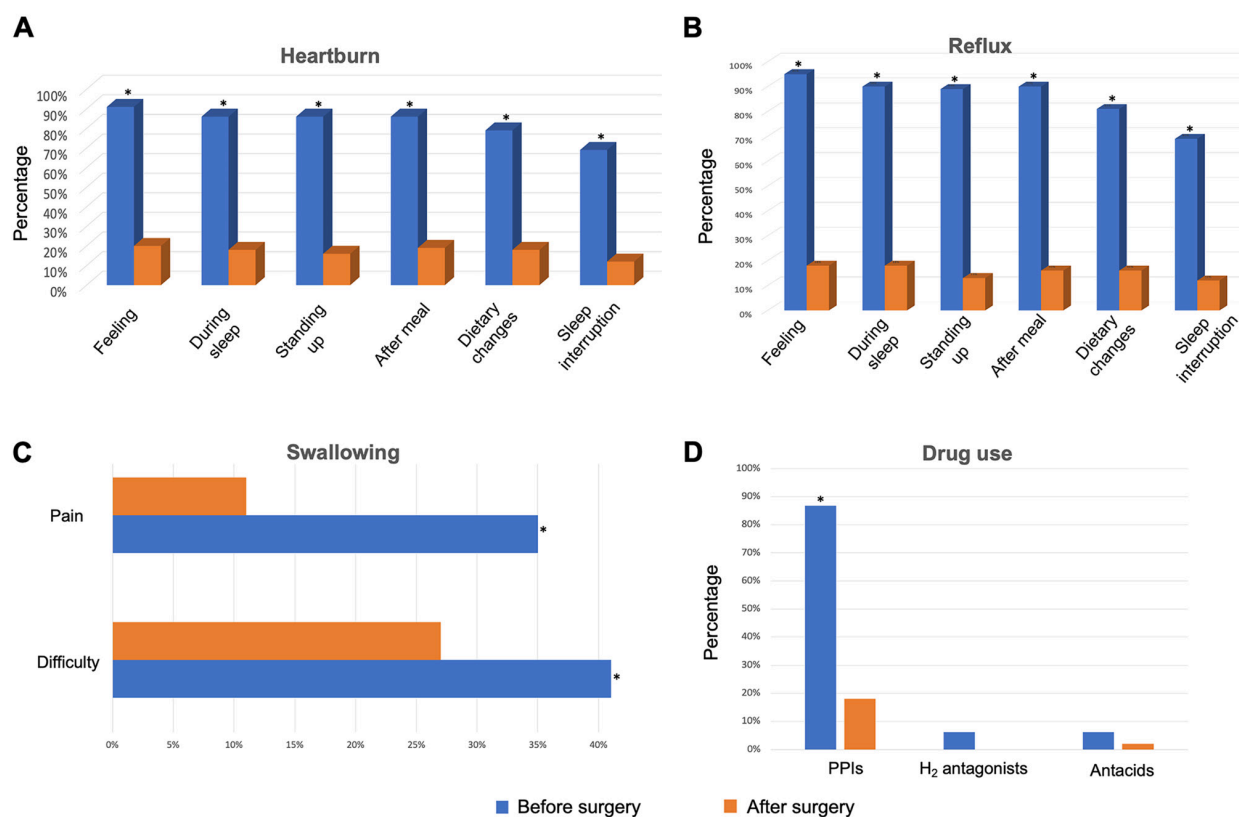 A
Heartburn
Percentage
100%
90%
80%
70%
60%
50%
40%
30%
20%
10%
0%
*
*
*
*
*
*
Feeling
During
sleep
Standing
up
After meal
Dietary
changes
Sleep
interruption
B
Reflux
Percentage
100%
90%
80%
70%
60%
50%
40%
30%
20%
10%
0%
*
*
*
*
*
*
Feeling
During
sleep
Standing
up
After meal
Dietary
changes
Sleep
interruption
C
Swallowing
Pain
*
Difficulty
*
0% 5% 10% 15% 20% 25% 30% 35% 40%
D
Drug use
Percentage
100%
90%
80%
70%
60%
50%
40%
30%
20%
10%
0%
*
PPIs H₂ antagonists Antacids
Before surgery After surgery